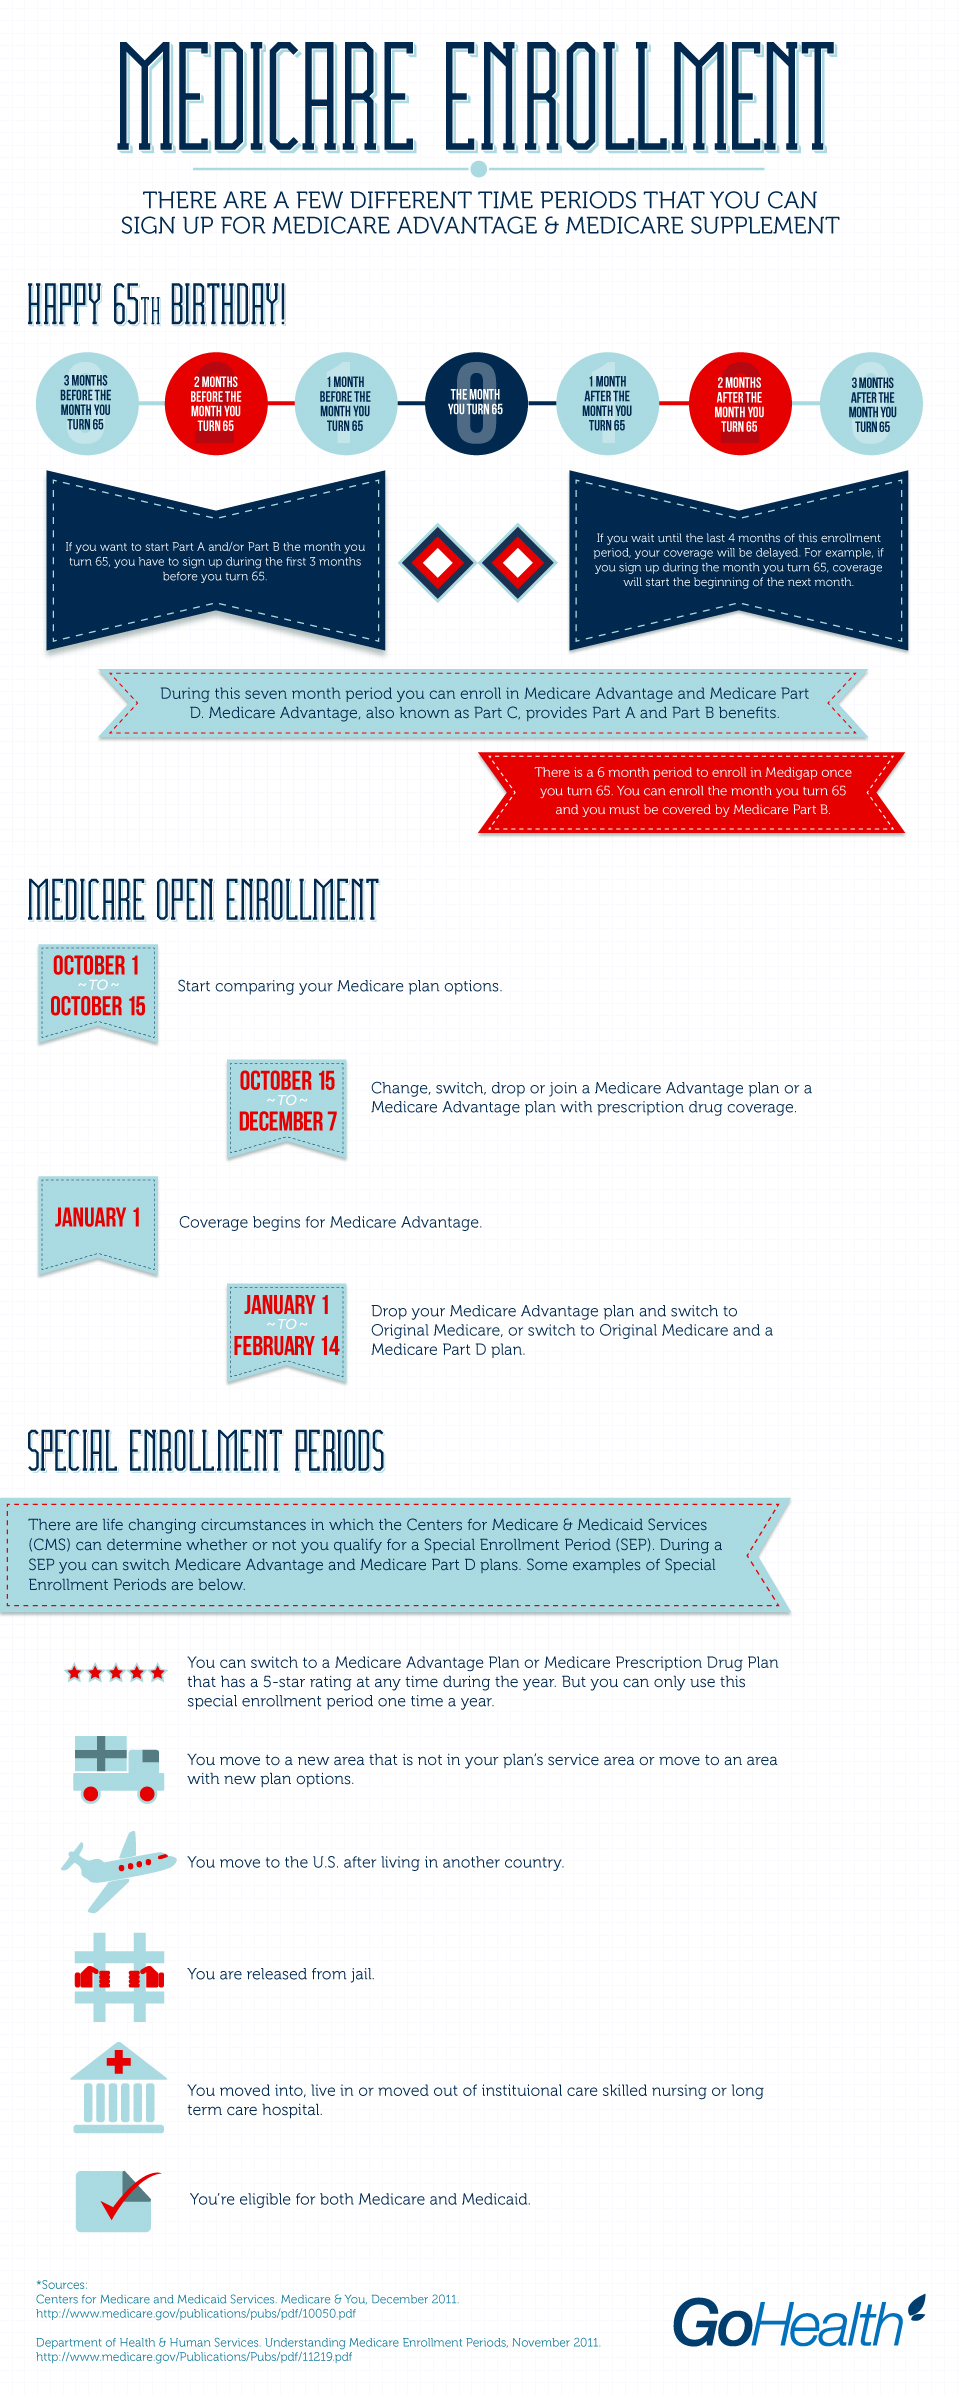 MEDICARE ENROLLMENT
THERE ARE A FEW DIFFERENT TIME PERIODS THAT YOU CAN
SIGN UP FOR MEDICARE ADVANTAGE & MEDICARE SUPPLEMENT
HAPPY 65TH BIRTHDAY!
3 MONTHS
BEFORE THE
MONTH YOU
TURN 65
2 MONTHS
BEFORE THE
MONTH YOU
TURN 65
1 MONTH
BEFORE THE
MONTH YOU
TURN 65
THE MONTH
YOU TURN 65
1 MONTH
AFTER THE
MONTH YOU
TURN 65
2 MONTHS
AFTER THE
MONTH YOU
TURN 65
3 MONTHS
AFTER THE
MONTH YOU
TURN 65
If you want to start Part A and/or Part B the month you
turn 65, you have to sign up during the first 3 months
before you turn 65.
If you wait until the last 4 months of this enrollment
period, your coverage will be delayed. For example, if
you sign up during the month you turn 65, coverage
will start the beginning of the next month.
During this seven month period you can enroll in Medicare Advantage and Medicare Part
D. Medicare Advantage, also known as Part C, provides Part A and Part B benefits.
There is a 6 month period to enroll in Medigap once
you turn 65. You can enroll the month you turn 65
and you must be covered by Medicare Part B.
MEDICARE OPEN ENROLLMENT
OCTOBER 1
~TO~
OCTOBER 15
Start comparing your Medicare plan options.
OCTOBER 15
~TO~
DECEMBER 7
Change, switch, drop or join a Medicare Advantage plan or a
Medicare Advantage plan with prescription drug coverage.
JANUARY 1
Coverage begins for Medicare Advantage.
JANUARY 1
~TO~
FEBRUARY 14
Drop your Medicare Advantage plan and switch to
Original Medicare, or switch to Original Medicare and a
Medicare Part D plan.
SPECIAL ENROLLMENT PERIODS
There are life changing circumstances in which the Centers for Medicare & Medicaid Services
(CMS) can determine whether or not you qualify for a Special Enrollment Period (SEP). During a
SEP you can switch Medicare Advantage and Medicare Part D plans. Some examples of Special
Enrollment Periods are below.
You can switch to a Medicare Advantage Plan or Medicare Prescription Drug Plan
that has a 5-star rating at any time during the year. But you can only use this
special enrollment period one time a year.
You move to a new area that is not in your plan's service area or move to an area
with new plan options.
You move to the U.S. after living in another country.
You are released from jail.
You moved into, live in or moved out of instituional care skilled nursing or long
term care hospital.
You're eligible for both Medicare and Medicaid.
*Sources:
Centers for Medicare and Medicaid Services. Medicare & You, December 2011.
http://www.medicare.gov/publications/pubs/pdf/10050.pdf
Department of Health & Human Services. Understanding Medicare Enrollment Periods, November 2011.
http://www.medicare.gov/Publications/Pubs/pdf/11219.pdf
GoHealth